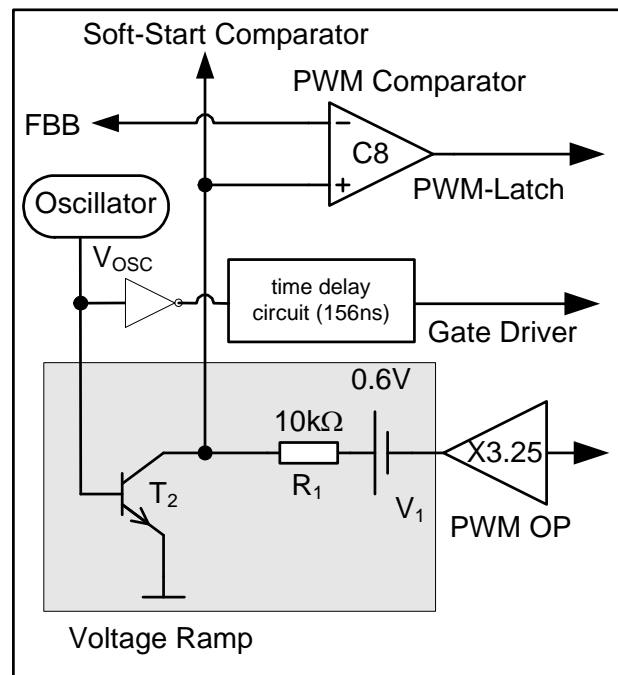 Soft-Start Comparator
PWM Comparator
FBB
−
C8
+
PWM-Latch
Oscillator
VOSC
time delay
circuit (156ns)
Gate Driver
0.6V
10kΩ
X3.25
T2
R1
V1
PWM OP
Voltage Ramp